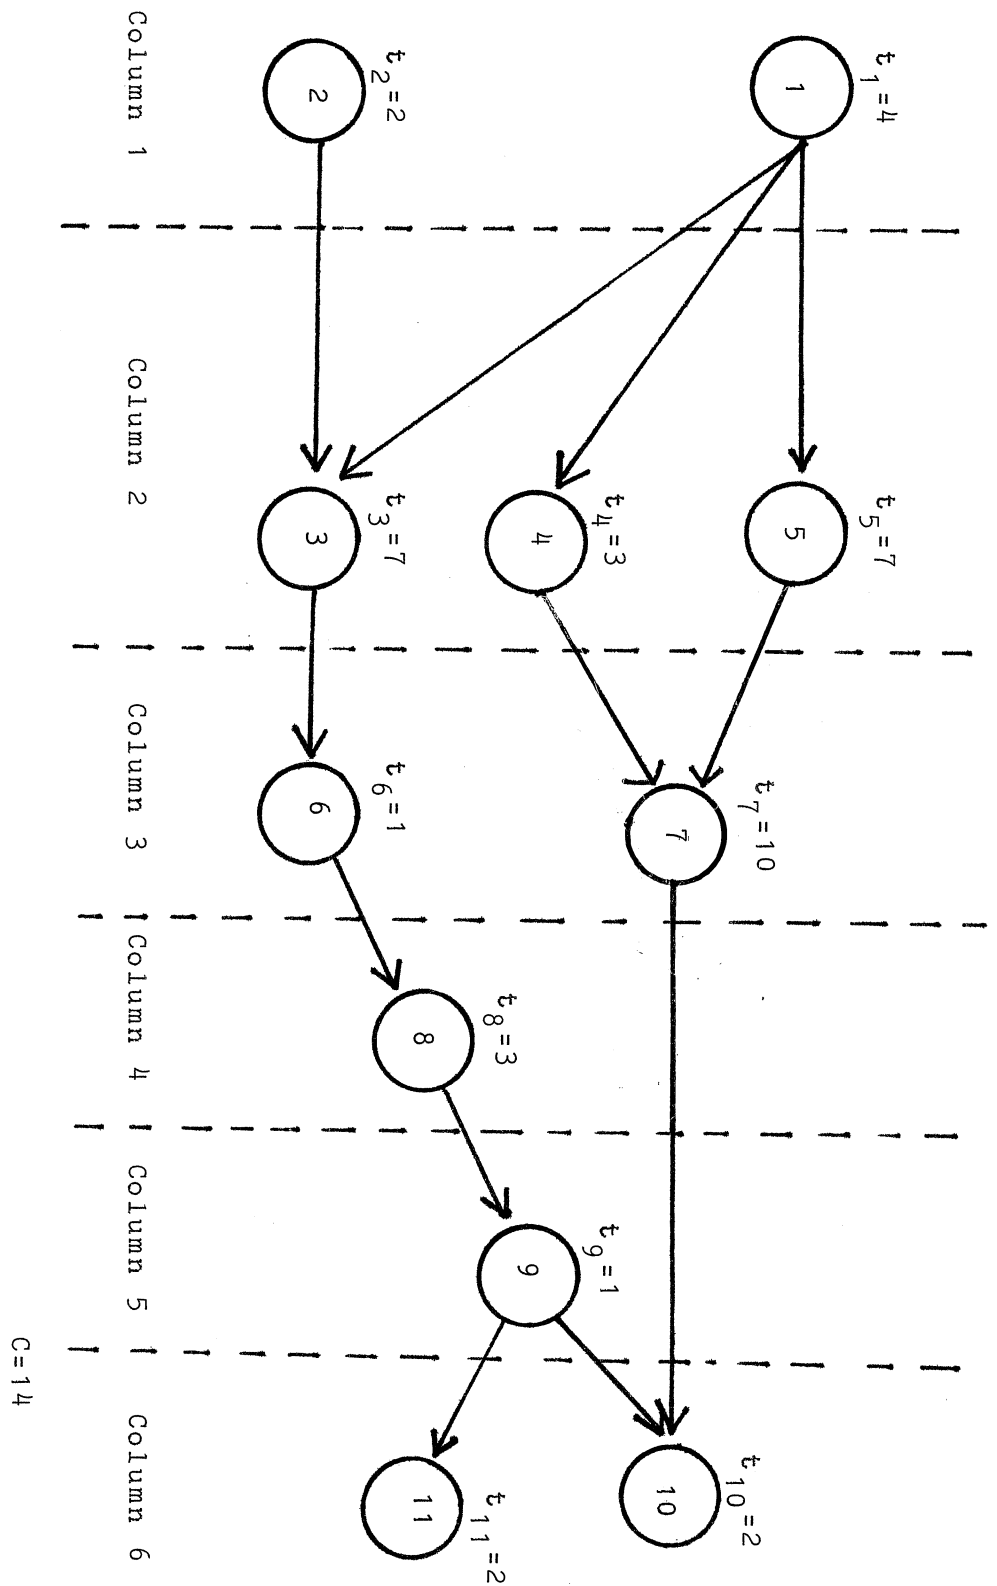 t1=4
1
t2=2
2
Column 1
t5=7
5
t4=3
4
t3=7
3
Column 2
t7=10
7
t6=1
6
Column 3
t8=3
8
Column 4
t9=1
9
Column 5
t10=2
10
t11=2
11
Column 6
C=14